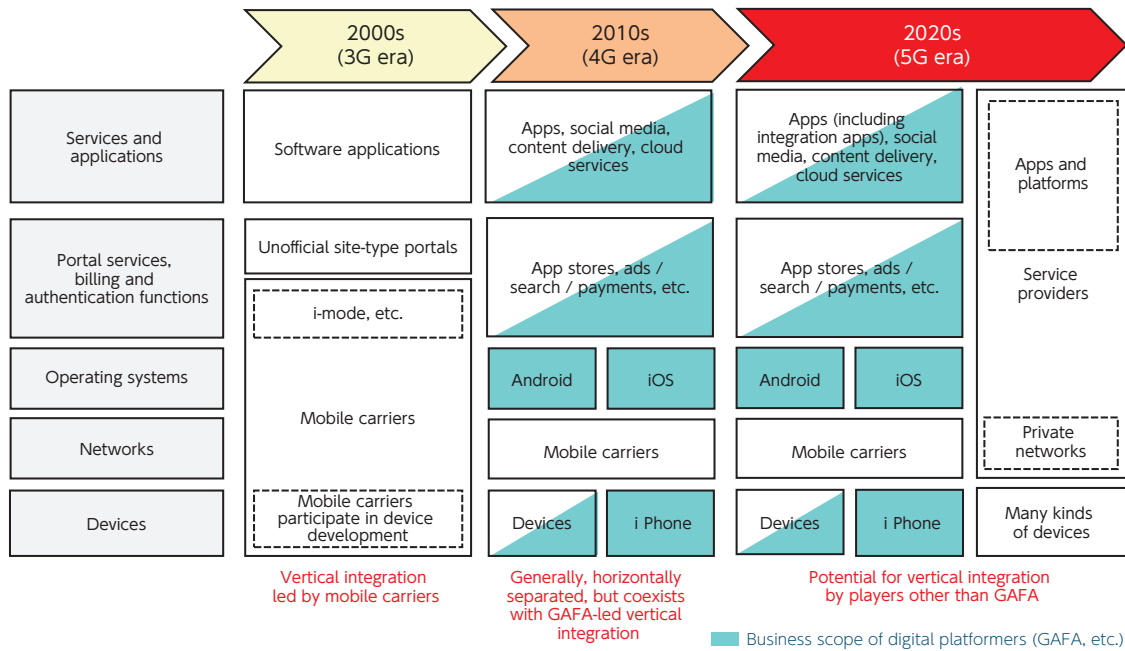 2000s
(3G era)
2010s
(4G era)
2020s
(5G era)
Services and
applications
Software applications
Apps, social media,
content delivery, cloud
services
Apps (including
integration apps), social
media, content delivery,
cloud services
Apps and
platforms
Portal services,
billing and
authentication functions
Unofficial site-type portals
i-mode, etc.
App stores, ads /
search / payments, etc.
App stores, ads /
search / payments, etc.
Service
providers
Operating systems
Android
iOS
Android
iOS
Mobile carriers
Networks
Mobile carriers
Mobile carriers
Private
networks
Devices
Mobile carriers
participate in device
development
Devices
i Phone
Devices
i Phone
Many kinds
of devices
Vertical integration
led by mobile carriers
Generally, horizontally
separated, but coexists
with GAFA-led vertical
integration
Potential for vertical integration
by players other than GAFA
Business scope of digital platformers (GAFA, etc.)